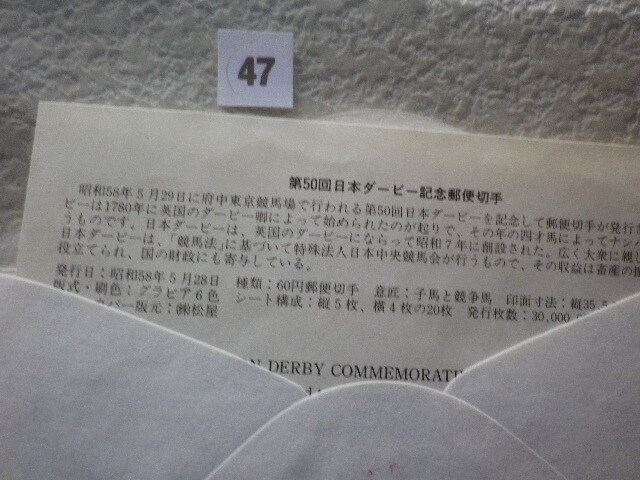 47
第50回日本ダービー記念郵便切手
昭和58年5月29日に府中東京競馬場で行われる第50回日本ダービーを記念して郵便切手が発行
ビーは1780年に英国のダービー卿によって始められたのが起りで、その年の四才馬によってナン
うものです。日本ダービーは、英国のダービーにならって昭和7年に創設された。広く大衆に親し
日本ダービーは、「競馬法」に基づいて特殊法人日本中央競馬会が行うもので、その収益は畜産の
役立てられ、国の財政にも寄与している。
発行日：昭和58年5月28日 種類：60円郵便切手 意匠：子馬と競争馬 印面寸法：縦35.5
版式・刷色：グラビア6色 シート構成：縦5枚、横4枚の20枚 発行枚数：30,000,0
カバー版元：㈱松屋
N DERBY COMMEMORATI